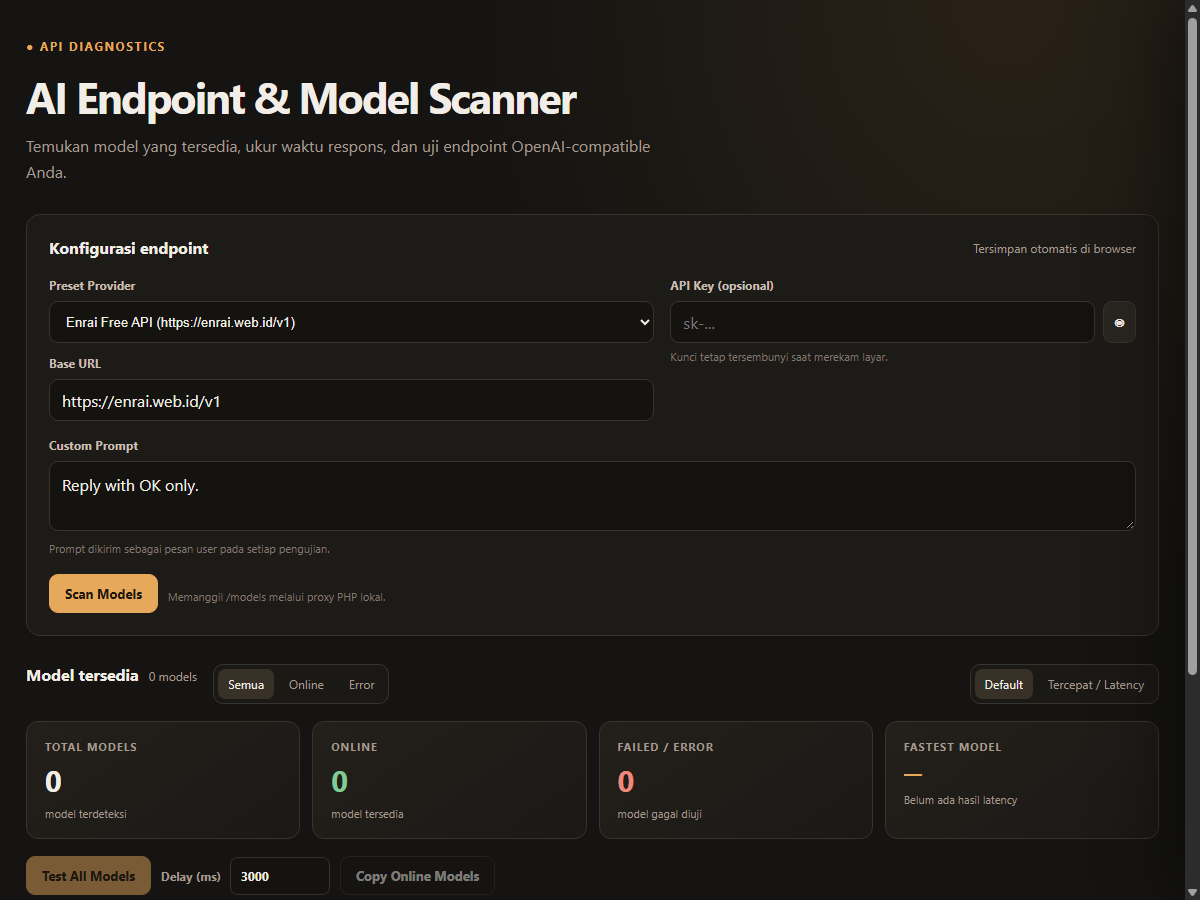 ● API DIAGNOSTICS
AI Endpoint & Model Scanner
Temukan model yang tersedia, ukur waktu respons, dan uji endpoint OpenAI-compatible
Anda.
Konfigurasi endpoint
Tersimpan otomatis di browser
Preset Provider
Enrai Free API (https://enrai.web.id/v1)
API Key (opsional)
sk-...
Kunci tetap tersembunyi saat merekam layar.
Base URL
https://enrai.web.id/v1
Custom Prompt
Reply with OK only.
Prompt dikirim sebagai pesan user pada setiap pengujian.
Scan Models
Memanggil /models melalui proxy PHP lokal.
Model tersedia
0 models
Semua
Online
Error
Default
Tercepat / Latency
TOTAL MODELS
0
model terdeteksi
ONLINE
0
model tersedia
FAILED / ERROR
0
model gagal diuji
FASTEST MODEL
—
Belum ada hasil latency
Test All Models
Delay (ms)
3000
Copy Online Models